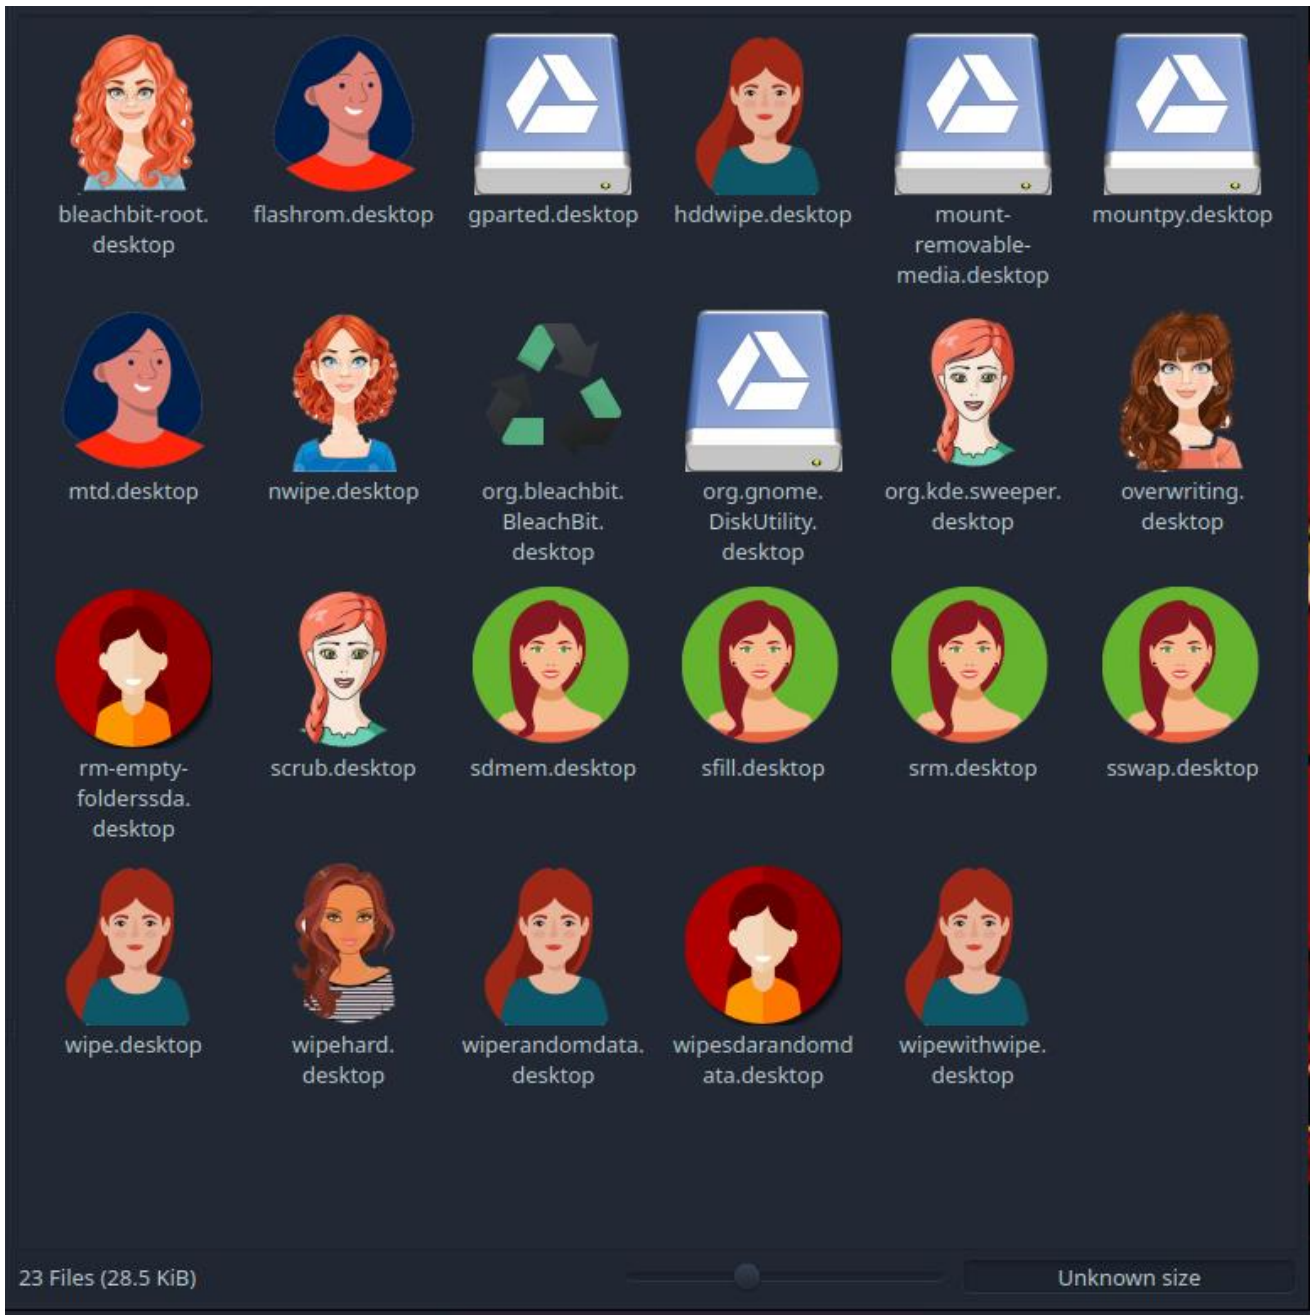 bleachbit-root.
desktop
flashrom.desktop
gparted.desktop
hddwipe.desktop
mount-
removable-
media.desktop
mountpy.desktop
mtd.desktop
nwipe.desktop
org.bleachbit.
BleachBit.
desktop
org.gnome.
DiskUtility.
desktop
org.kde.sweeper.
desktop
overwriting.
desktop
rm-empty-
folderssda.
desktop
scrub.desktop
sdmem.desktop
sfill.desktop
srm.desktop
sswap.desktop
wipe.desktop
wipehard.
desktop
wiperandomdata.
desktop
wipesdarandomd
ata.desktop
wipewithwipe.
desktop
23 Files (28.5 KiB)
Unknown size